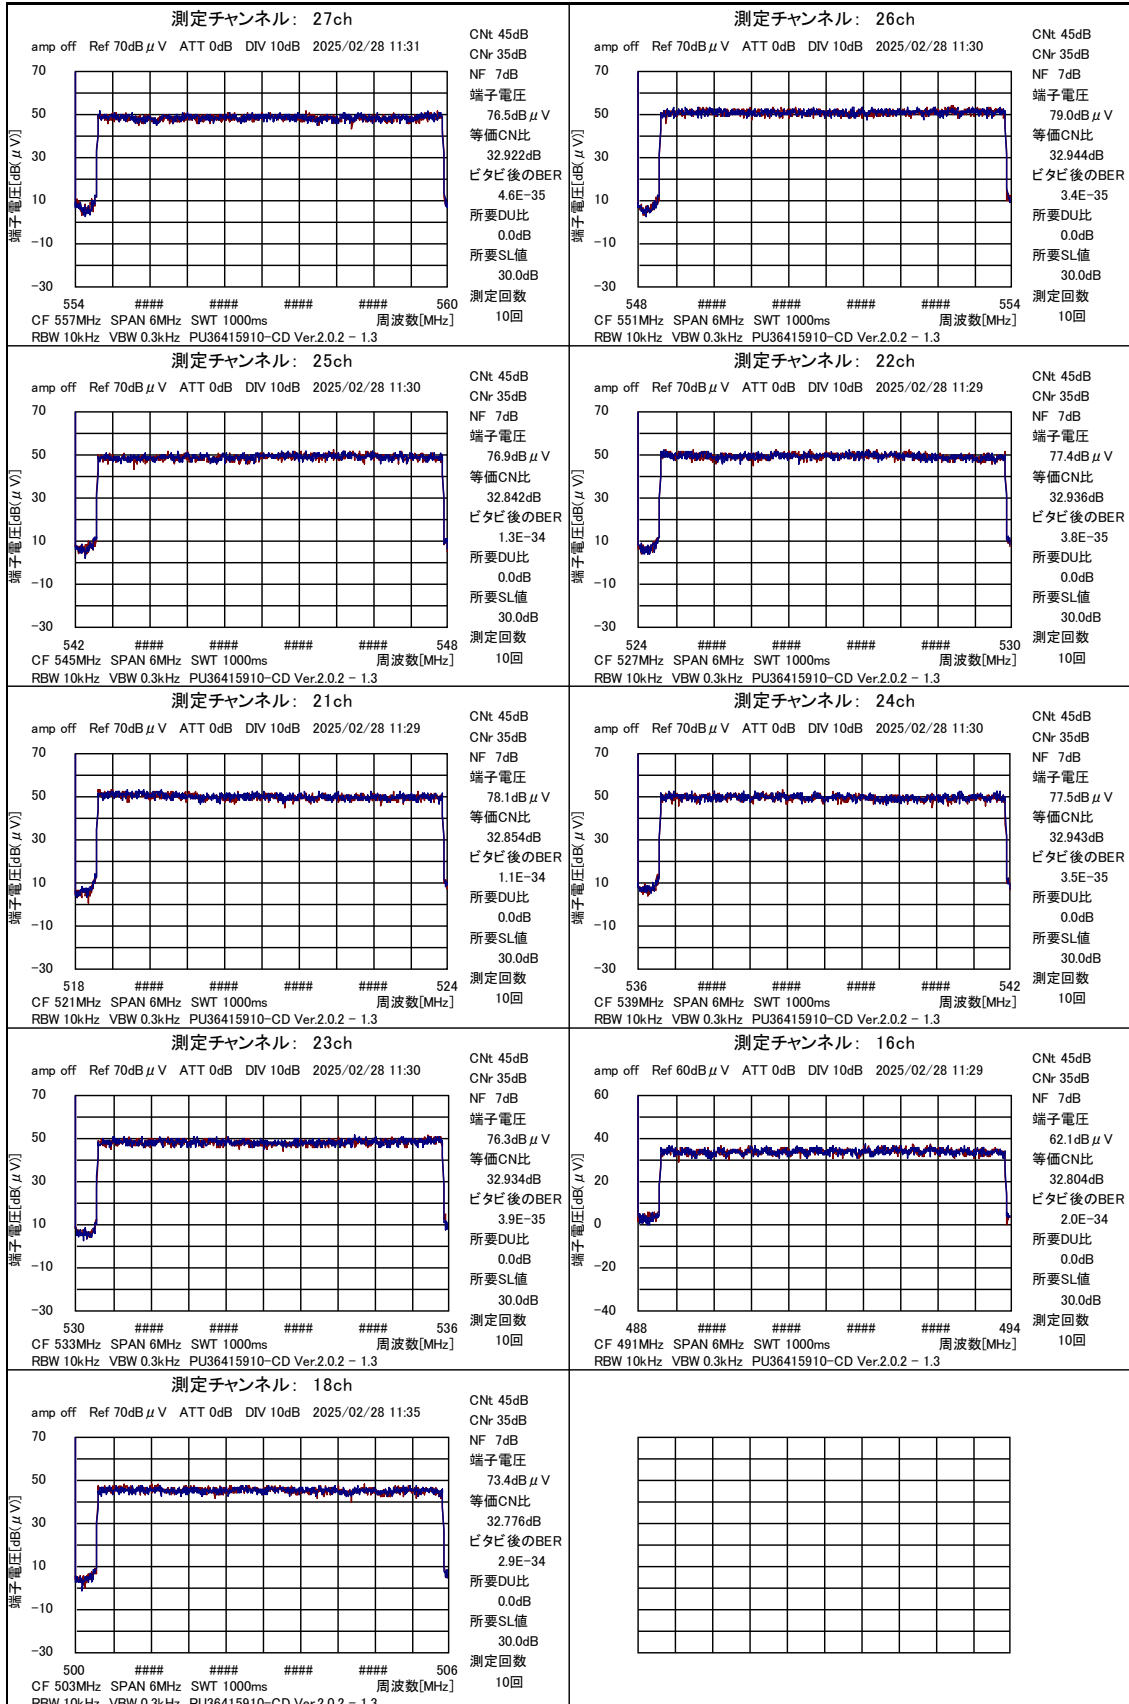 測定チャンネル： 27ch
amp off Ref 70dBμV ATT 0dB DIV 10dB 2025/02/28 11:31
CNt 45dB
CNr 35dB
NF 7dB
端子電圧
76.5dBμV
等価CN比
32.922dB
ビタビ後のBER
4.6E-35
所要DU比
0.0dB
所要SL値
30.0dB
測定回数
10回
端子電圧[dB(μV)]
70
50
30
10
-10
-30
554 #### #### #### #### 560
CF 557MHz SPAN 6MHz SWT 1000ms 周波数[MHz]
RBW 10kHz VBW 0.3kHz PU36415910-CD Ver.2.0.2 - 1.3
測定チャンネル： 26ch
amp off Ref 70dBμV ATT 0dB DIV 10dB 2025/02/28 11:30
CNt 45dB
CNr 35dB
NF 7dB
端子電圧
79.0dBμV
等価CN比
32.944dB
ビタビ後のBER
3.4E-35
所要DU比
0.0dB
所要SL値
30.0dB
測定回数
10回
端子電圧[dB(μV)]
70
50
30
10
-10
-30
548 #### #### #### #### 554
CF 551MHz SPAN 6MHz SWT 1000ms 周波数[MHz]
RBW 10kHz VBW 0.3kHz PU36415910-CD Ver.2.0.2 - 1.3
測定チャンネル： 25ch
amp off Ref 70dBμV ATT 0dB DIV 10dB 2025/02/28 11:30
CNt 45dB
CNr 35dB
NF 7dB
端子電圧
76.9dBμV
等価CN比
32.842dB
ビタビ後のBER
1.3E-34
所要DU比
0.0dB
所要SL値
30.0dB
測定回数
10回
端子電圧[dB(μV)]
70
50
30
10
-10
-30
542 #### #### #### #### 548
CF 545MHz SPAN 6MHz SWT 1000ms 周波数[MHz]
RBW 10kHz VBW 0.3kHz PU36415910-CD Ver.2.0.2 - 1.3
測定チャンネル： 22ch
amp off Ref 70dBμV ATT 0dB DIV 10dB 2025/02/28 11:29
CNt 45dB
CNr 35dB
NF 7dB
端子電圧
77.4dBμV
等価CN比
32.936dB
ビタビ後のBER
3.8E-35
所要DU比
0.0dB
所要SL値
30.0dB
測定回数
10回
端子電圧[dB(μV)]
70
50
30
10
-10
-30
524 #### #### #### #### 530
CF 527MHz SPAN 6MHz SWT 1000ms 周波数[MHz]
RBW 10kHz VBW 0.3kHz PU36415910-CD Ver.2.0.2 - 1.3
測定チャンネル： 21ch
amp off Ref 70dBμV ATT 0dB DIV 10dB 2025/02/28 11:29
CNt 45dB
CNr 35dB
NF 7dB
端子電圧
78.1dBμV
等価CN比
32.854dB
ビタビ後のBER
1.1E-34
所要DU比
0.0dB
所要SL値
30.0dB
測定回数
10回
端子電圧[dB(μV)]
70
50
30
10
-10
-30
518 #### #### #### #### 524
CF 521MHz SPAN 6MHz SWT 1000ms 周波数[MHz]
RBW 10kHz VBW 0.3kHz PU36415910-CD Ver.2.0.2 - 1.3
測定チャンネル： 24ch
amp off Ref 70dBμV ATT 0dB DIV 10dB 2025/02/28 11:30
CNt 45dB
CNr 35dB
NF 7dB
端子電圧
77.5dBμV
等価CN比
32.943dB
ビタビ後のBER
3.5E-35
所要DU比
0.0dB
所要SL値
30.0dB
測定回数
10回
端子電圧[dB(μV)]
70
50
30
10
-10
-30
536 #### #### #### #### 542
CF 539MHz SPAN 6MHz SWT 1000ms 周波数[MHz]
RBW 10kHz VBW 0.3kHz PU36415910-CD Ver.2.0.2 - 1.3
測定チャンネル： 23ch
amp off Ref 70dBμV ATT 0dB DIV 10dB 2025/02/28 11:30
CNt 45dB
CNr 35dB
NF 7dB
端子電圧
76.3dBμV
等価CN比
32.934dB
ビタビ後のBER
3.9E-35
所要DU比
0.0dB
所要SL値
30.0dB
測定回数
10回
端子電圧[dB(μV)]
70
50
30
10
-10
-30
530 #### #### #### #### 536
CF 533MHz SPAN 6MHz SWT 1000ms 周波数[MHz]
RBW 10kHz VBW 0.3kHz PU36415910-CD Ver.2.0.2 - 1.3
測定チャンネル： 16ch
amp off Ref 60dBμV ATT 0dB DIV 10dB 2025/02/28 11:29
CNt 45dB
CNr 35dB
NF 7dB
端子電圧
62.1dBμV
等価CN比
32.804dB
ビタビ後のBER
2.0E-34
所要DU比
0.0dB
所要SL値
30.0dB
測定回数
10回
端子電圧[dB(μV)]
60
40
20
0
-20
-40
488 #### #### #### #### 494
CF 491MHz SPAN 6MHz SWT 1000ms 周波数[MHz]
RBW 10kHz VBW 0.3kHz PU36415910-CD Ver.2.0.2 - 1.3
測定チャンネル： 18ch
amp off Ref 70dBμV ATT 0dB DIV 10dB 2025/02/28 11:35
CNt 45dB
CNr 35dB
NF 7dB
端子電圧
73.4dBμV
等価CN比
32.776dB
ビタビ後のBER
2.9E-34
所要DU比
0.0dB
所要SL値
30.0dB
測定回数
10回
端子電圧[dB(μV)]
70
50
30
10
-10
-30
500 #### #### #### #### 506
CF 503MHz SPAN 6MHz SWT 1000ms 周波数[MHz]
RBW 10kHz VBW 0.3kHz PU36415910-CD Ver.2.0.2 - 1.3